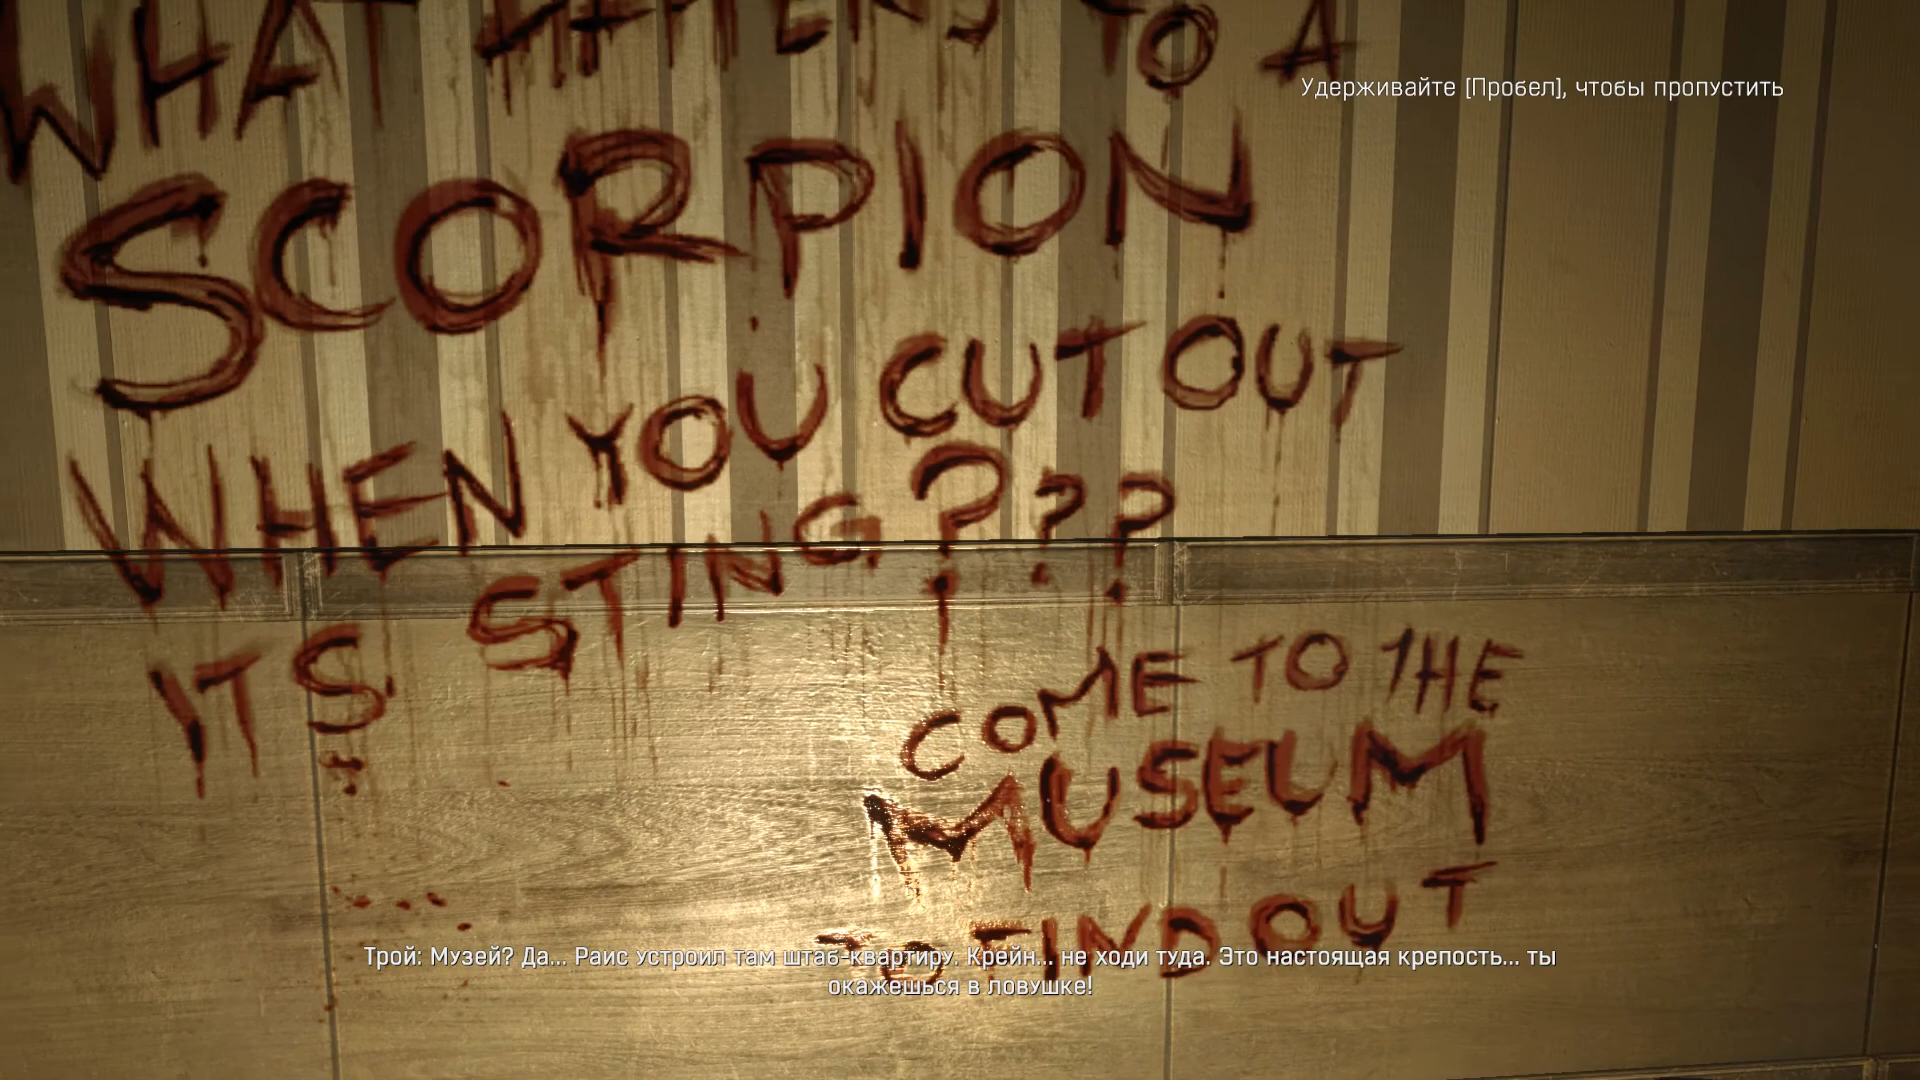 WHAT HAPPENS TO A
Удерживайте [Пробел], чтобы пропустить
SCORPION
WHEN YOU CUT OUT
ITS STING???
COME TO THE
MUSEUM
TO FIND OUT
Трой: Музей? Да... Раис устроил там штаб-квартиру. Крейн... не ходи туда. Это настоящая крепость... ты
окажешься в ловушке!